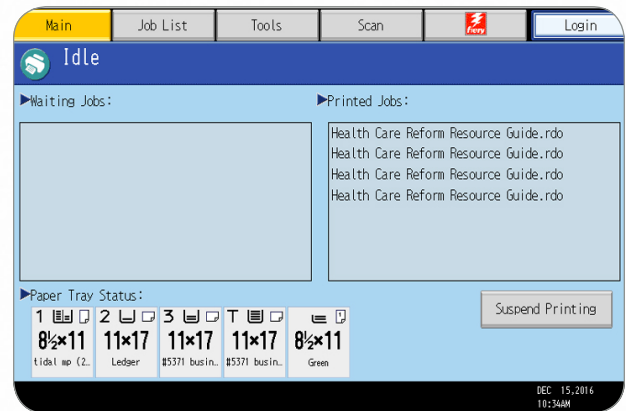 Main Job List Tools Scan fiery Login
Idle
▶Waiting Jobs: ▶Printed Jobs:
Health Care Reform Resource Guide.rdo
Health Care Reform Resource Guide.rdo
Health Care Reform Resource Guide.rdo
Health Care Reform Resource Guide.rdo
▶Paper Tray Status:
Suspend Printing
1 2 3 T
8½×11 11×17 11×17 11×17 8½×11
tidal mp (2.. Ledger #5371 busin.. #5371 busin.. Green
DEC 15,2016
10:34AM